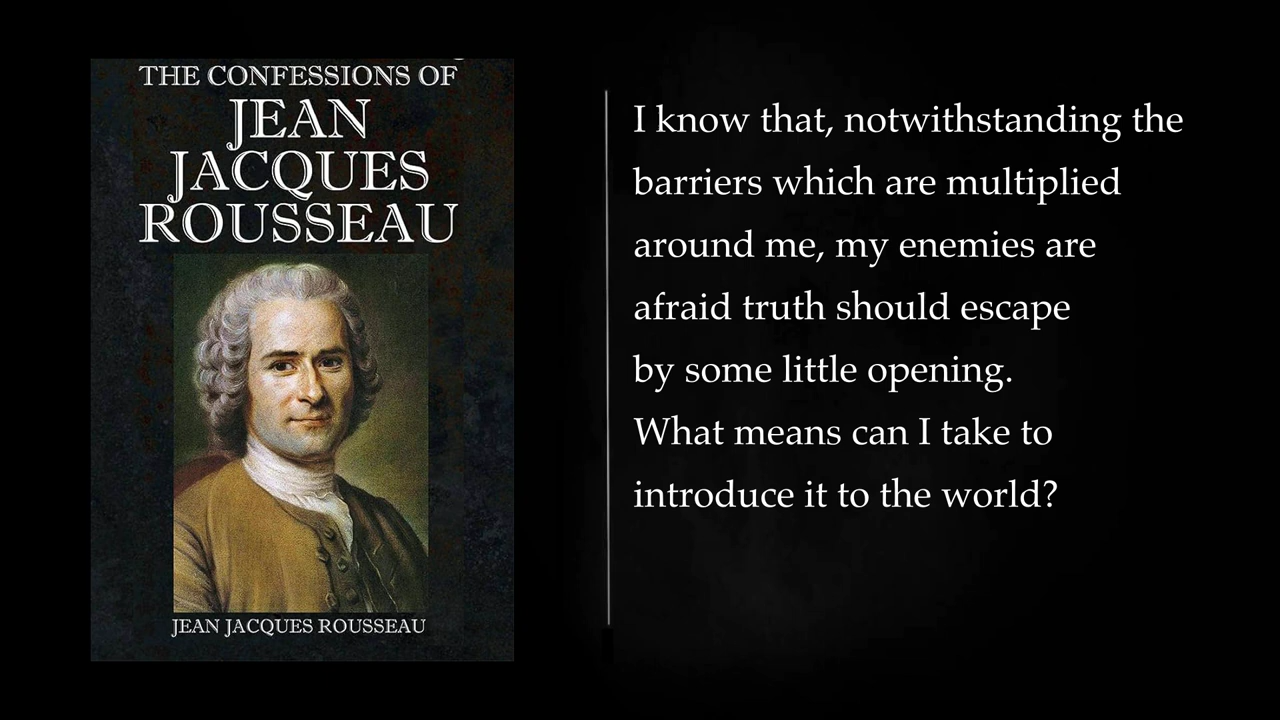 THE CONFESSIONS OF
JEAN
JACQUES
ROUSSEAU
JEAN JACQUES ROUSSEAU
I know that, notwithstanding the
barriers which are multiplied
around me, my enemies are
afraid truth should escape
by some little opening.
What means can I take to
introduce it to the world?